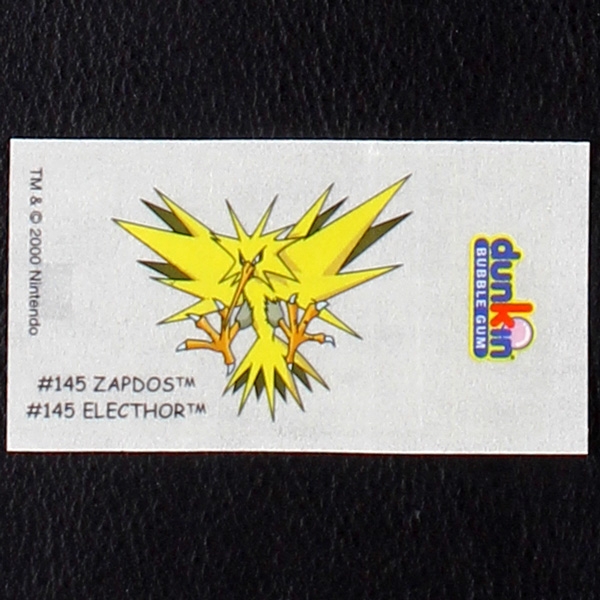 TM & © 2000 Nintendo
#145 ZAPDOS™
#145 ELECTHOR™
dunkin
BUBBLE GUM